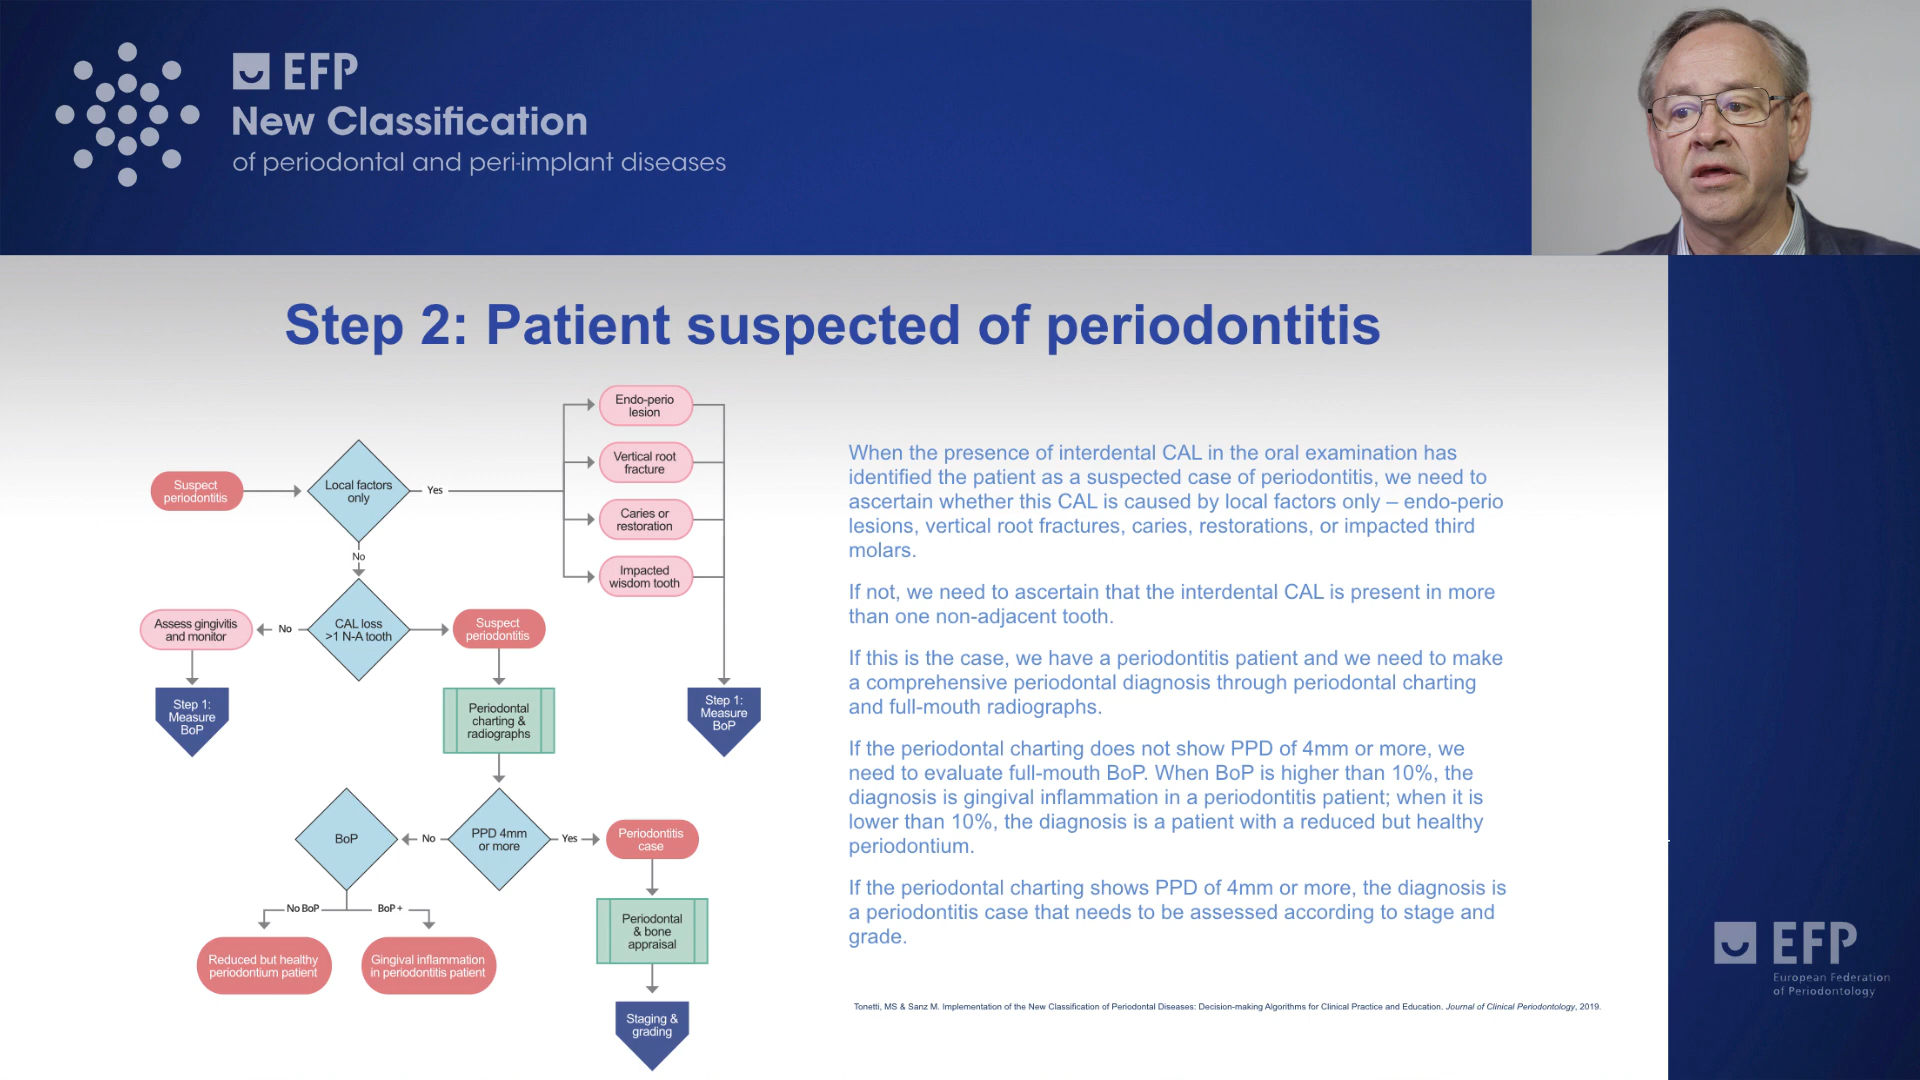 EFP
New Classification
of periodontal and peri-implant diseases
Step 2: Patient suspected of periodontitis
Suspect
periodontitis
Local factors
only
Yes
Endo-perio
lesion
Vertical root
fracture
Caries or
restoration
Impacted
wisdom tooth
No
Assess gingivitis
and monitor
No
CAL loss
>1 N-A tooth
Suspect
periodontitis
Step 1:
Measure
BoP
Periodontal
charting &
radiographs
Step 1:
Measure
BoP
BoP
No
PPD 4mm
or more
Yes
Periodontitis
case
No BoP
BoP +
Reduced but healthy
periodontium patient
Gingival inflammation
in periodontitis patient
Periodontal
& bone
appraisal
Staging &
grading
When the presence of interdental CAL in the oral examination has
identified the patient as a suspected case of periodontitis, we need to
ascertain whether this CAL is caused by local factors only – endo-perio
lesions, vertical root fractures, caries, restorations, or impacted third
molars.
If not, we need to ascertain that the interdental CAL is present in more
than one non-adjacent tooth.
If this is the case, we have a periodontitis patient and we need to make
a comprehensive periodontal diagnosis through periodontal charting
and full-mouth radiographs.
If the periodontal charting does not show PPD of 4mm or more, we
need to evaluate full-mouth BoP. When BoP is higher than 10%, the
diagnosis is gingival inflammation in a periodontitis patient; when it is
lower than 10%, the diagnosis is a patient with a reduced but healthy
periodontium.
If the periodontal charting shows PPD of 4mm or more, the diagnosis is
a periodontitis case that needs to be assessed according to stage and
grade.
Tonetti, MS & Sanz M. Implementation of the New Classification of Periodontal Diseases: Decision-making Algorithms for Clinical Practice and Education. Journal of Clinical Periodontology, 2019.
EFP
European Federation
of Periodontology